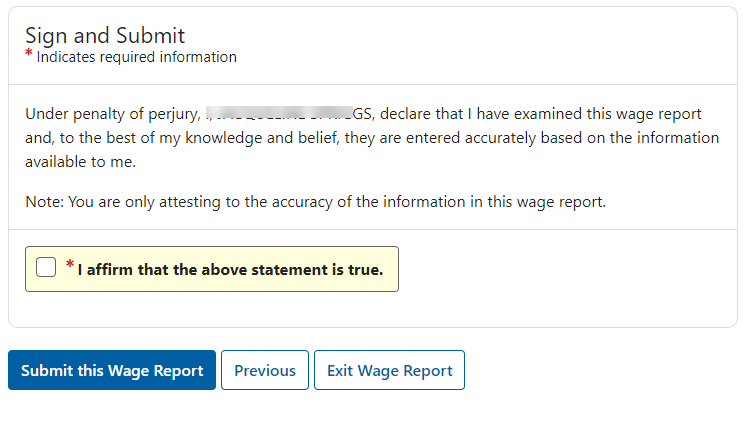 Sign and Submit
* Indicates required information
Under penalty of perjury, GS, declare that I have examined this wage report
and, to the best of my knowledge and belief, they are entered accurately based on the information
available to me.
Note: You are only attesting to the accuracy of the information in this wage report.
* I affirm that the above statement is true.
Submit this Wage Report Previous Exit Wage Report